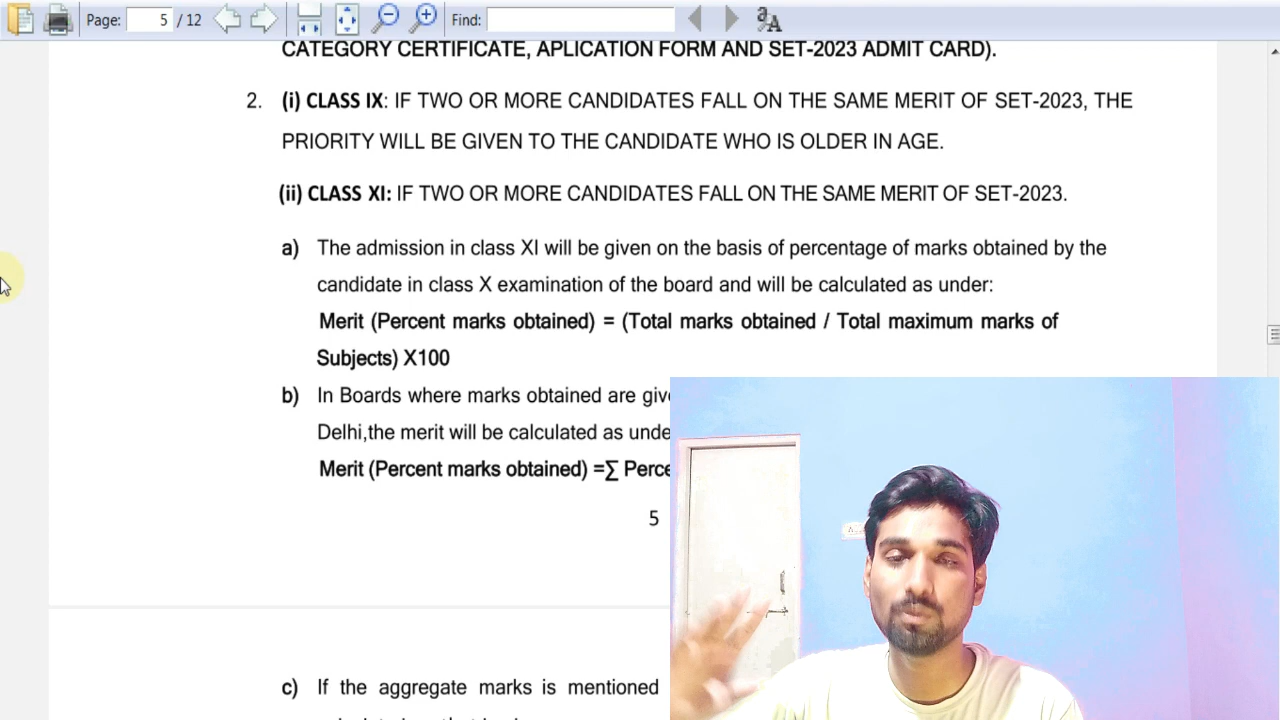 Page: 5 / 12 Find:
CATEGORY CERTIFICATE, APLICATION FORM AND SET-2023 ADMIT CARD).
2. (i) CLASS IX: IF TWO OR MORE CANDIDATES FALL ON THE SAME MERIT OF SET-2023, THE
PRIORITY WILL BE GIVEN TO THE CANDIDATE WHO IS OLDER IN AGE.
(ii) CLASS XI: IF TWO OR MORE CANDIDATES FALL ON THE SAME MERIT OF SET-2023.
a) The admission in class XI will be given on the basis of percentage of marks obtained by the
candidate in class X examination of the board and will be calculated as under:
Merit (Percent marks obtained) = (Total marks obtained / Total maximum marks of
Subjects) X100
b) In Boards where marks obtained are
Delhi,the merit will be calculated as
Merit (Percent marks obtained) =∑
5
c) If the aggregate marks is mentioned